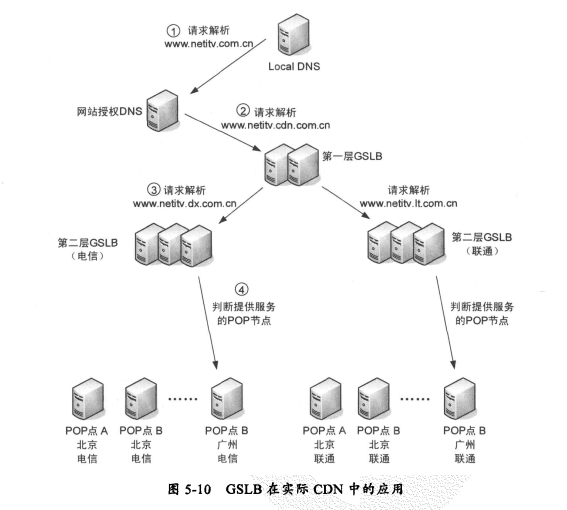 ① 请求解析
www.netitv.com.cn
Local DNS
网站授权DNS
② 请求解析
www.netitv.cdn.com.cn
第一层GSLB
③ 请求解析
www.netitv.dx.com.cn
请求解析
www.netitv.lt.com.cn
第二层GSLB
（电信）
第二层GSLB
（联通）
④
判断提供服务
的POP节点
判断提供服务
的POP节点
······
······
POP点 A
北京
电信
POP点 B
北京
电信
POP点 B
广州
电信
POP点 A
北京
联通
POP点 B
北京
联通
POP点 B
广州
联通
图 5-10 GSLB 在实际 CDN 中的应用